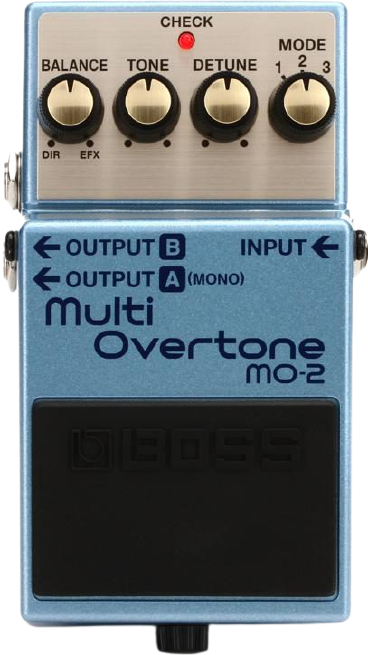 CHECK
MODE
BALANCE TONE DETUNE 1 2 3
DIR EFX
OUTPUT B INPUT
OUTPUT A (MONO)
Multi
Overtone
MO-2
BOSS